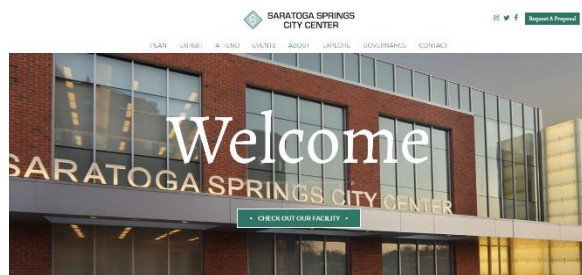 SARATOGA SPRINGS
CITY CENTER
Request A Proposal
PLAN EXHIBIT ATTEND EVENTS ABOUT EXPLORE GOVERNANCE CONTACT
Welcome
SARATOGA SPRINGS CITY CENTER
• CHECK OUT OUR FACILITY •